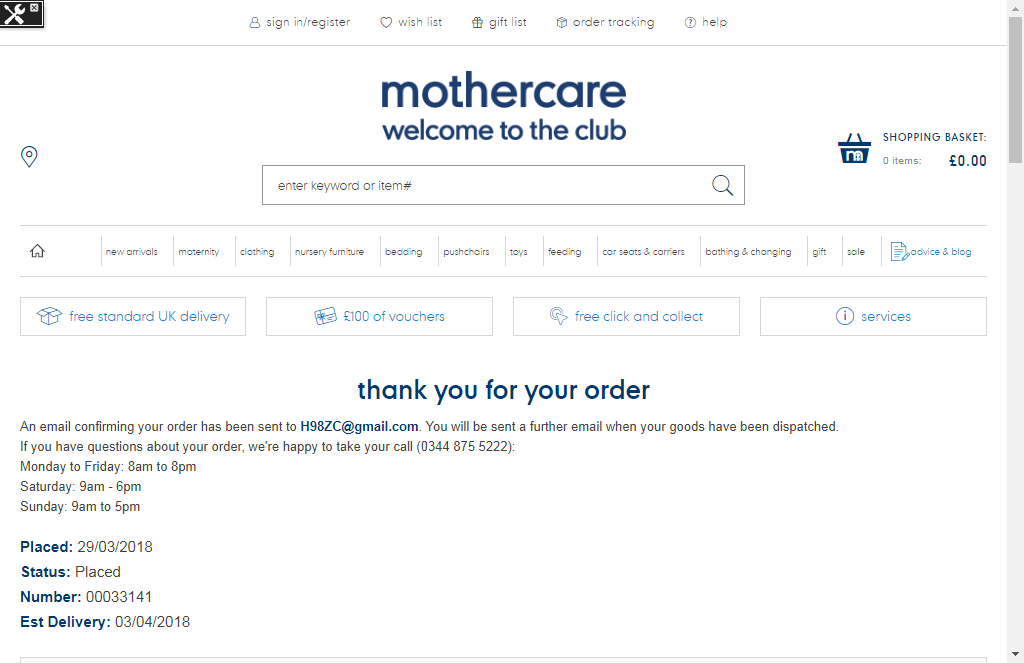 sign in/register wish list gift list order tracking help
mothercare
welcome to the club
SHOPPING BASKET:
0 items: £0.00
enter keyword or item#
new arrivals maternity clothing nursery furniture bedding pushchairs toys feeding car seats & carriers bathing & changing gift sale advice & blog
free standard UK delivery £100 of vouchers free click and collect services
thank you for your order
An email confirming your order has been sent to H98ZC@gmail.com. You will be sent a further email when your goods have been dispatched.
If you have questions about your order, we're happy to take your call (0344 875 5222):
Monday to Friday: 8am to 8pm
Saturday: 9am - 6pm
Sunday: 9am to 5pm
Placed: 29/03/2018
Status: Placed
Number: 00033141
Est Delivery: 03/04/2018